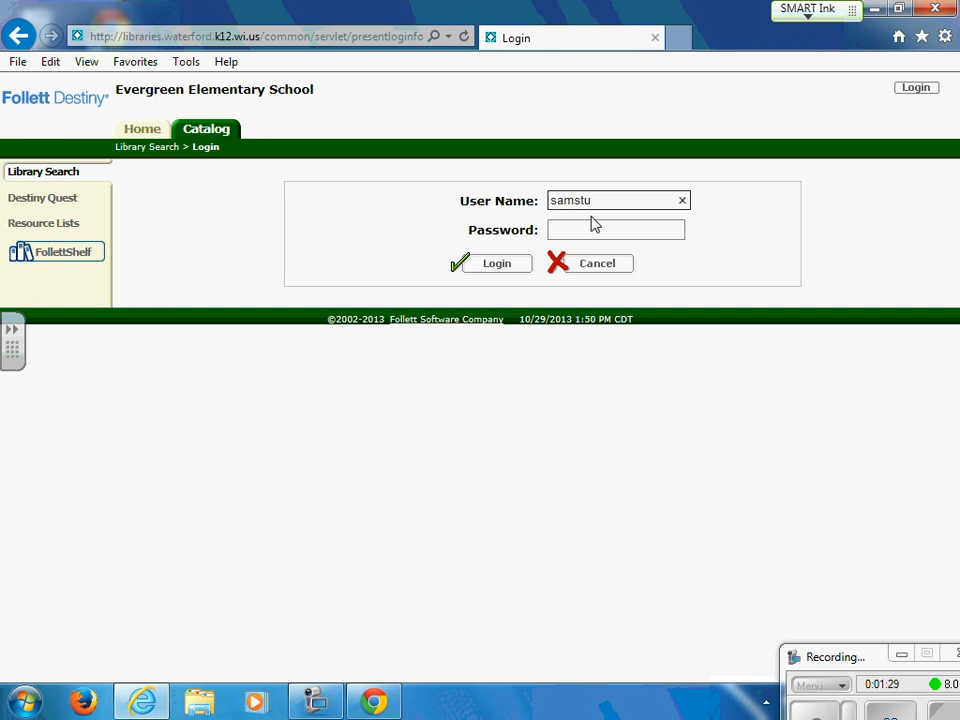 SMART Ink
http://libraries.waterford.k12.wi.us/common/servlet/presentloginfo
Login
File Edit View Favorites Tools Help
Follett Destiny
Evergreen Elementary School
Login
Home Catalog
Library Search > Login
Library Search
Destiny Quest
Resource Lists
FollettShelf
User Name: samstu
Password:
Login Cancel
©2002-2013 Follett Software Company 10/29/2013 1:50 PM CDT
Recording...
Menu 0:01:29 8.0